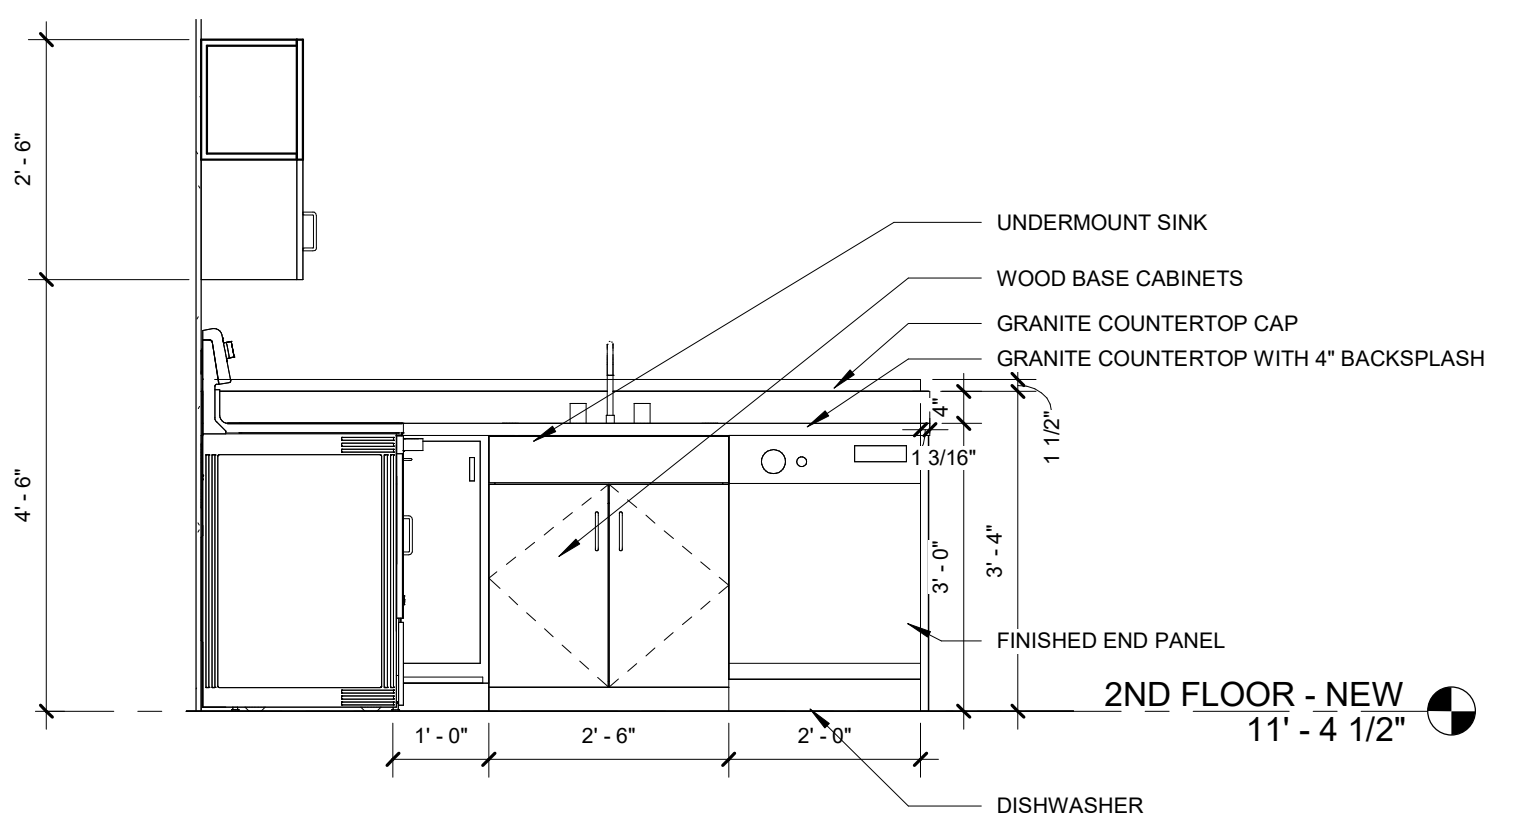 2' - 6"
UNDERMOUNT SINK
WOOD BASE CABINETS
GRANITE COUNTERTOP CAP
GRANITE COUNTERTOP WITH 4" BACKSPLASH
4"
1 1/2"
1 3/16"
4' - 6"
3' - 0"
3' - 4"
FINISHED END PANEL
2ND FLOOR - NEW
11' - 4 1/2"
1' - 0"
2' - 6"
2' - 0"
DISHWASHER